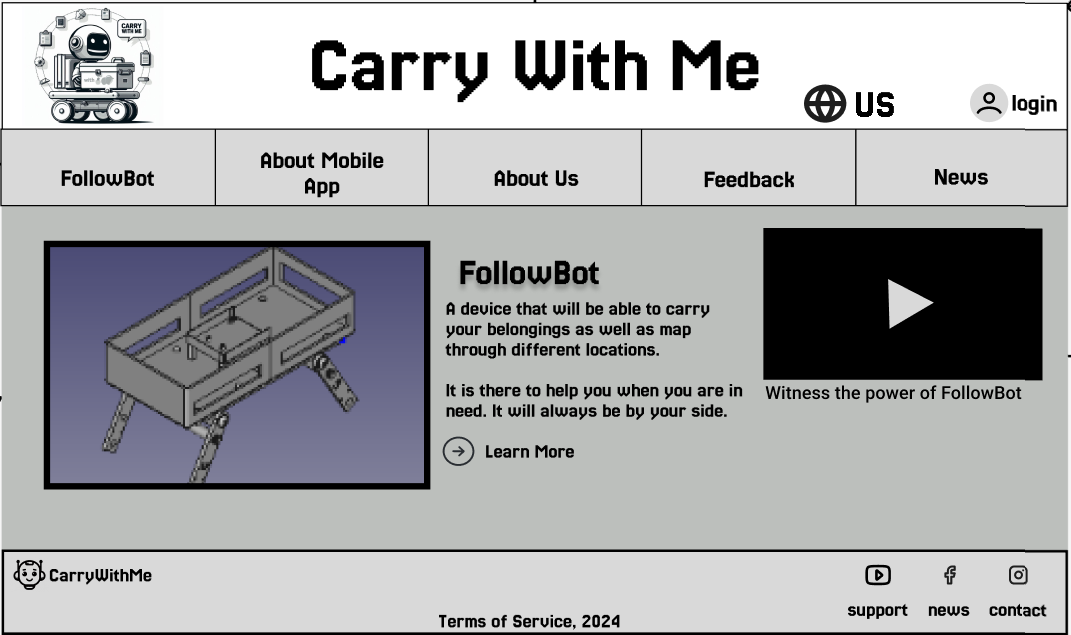 CARRY
WITH ME
with
Carry With Me
US
login
FollowBot
About Mobile
App
About Us
Feedback
News
FollowBot
A device that will be able to carry
your belongings as well as map
through different locations.
It is there to help you when you are in
need. It will always be by your side.
Learn More
Witness the power of FollowBot
CarryWithMe
support
news
contact
Terms of Service, 2024